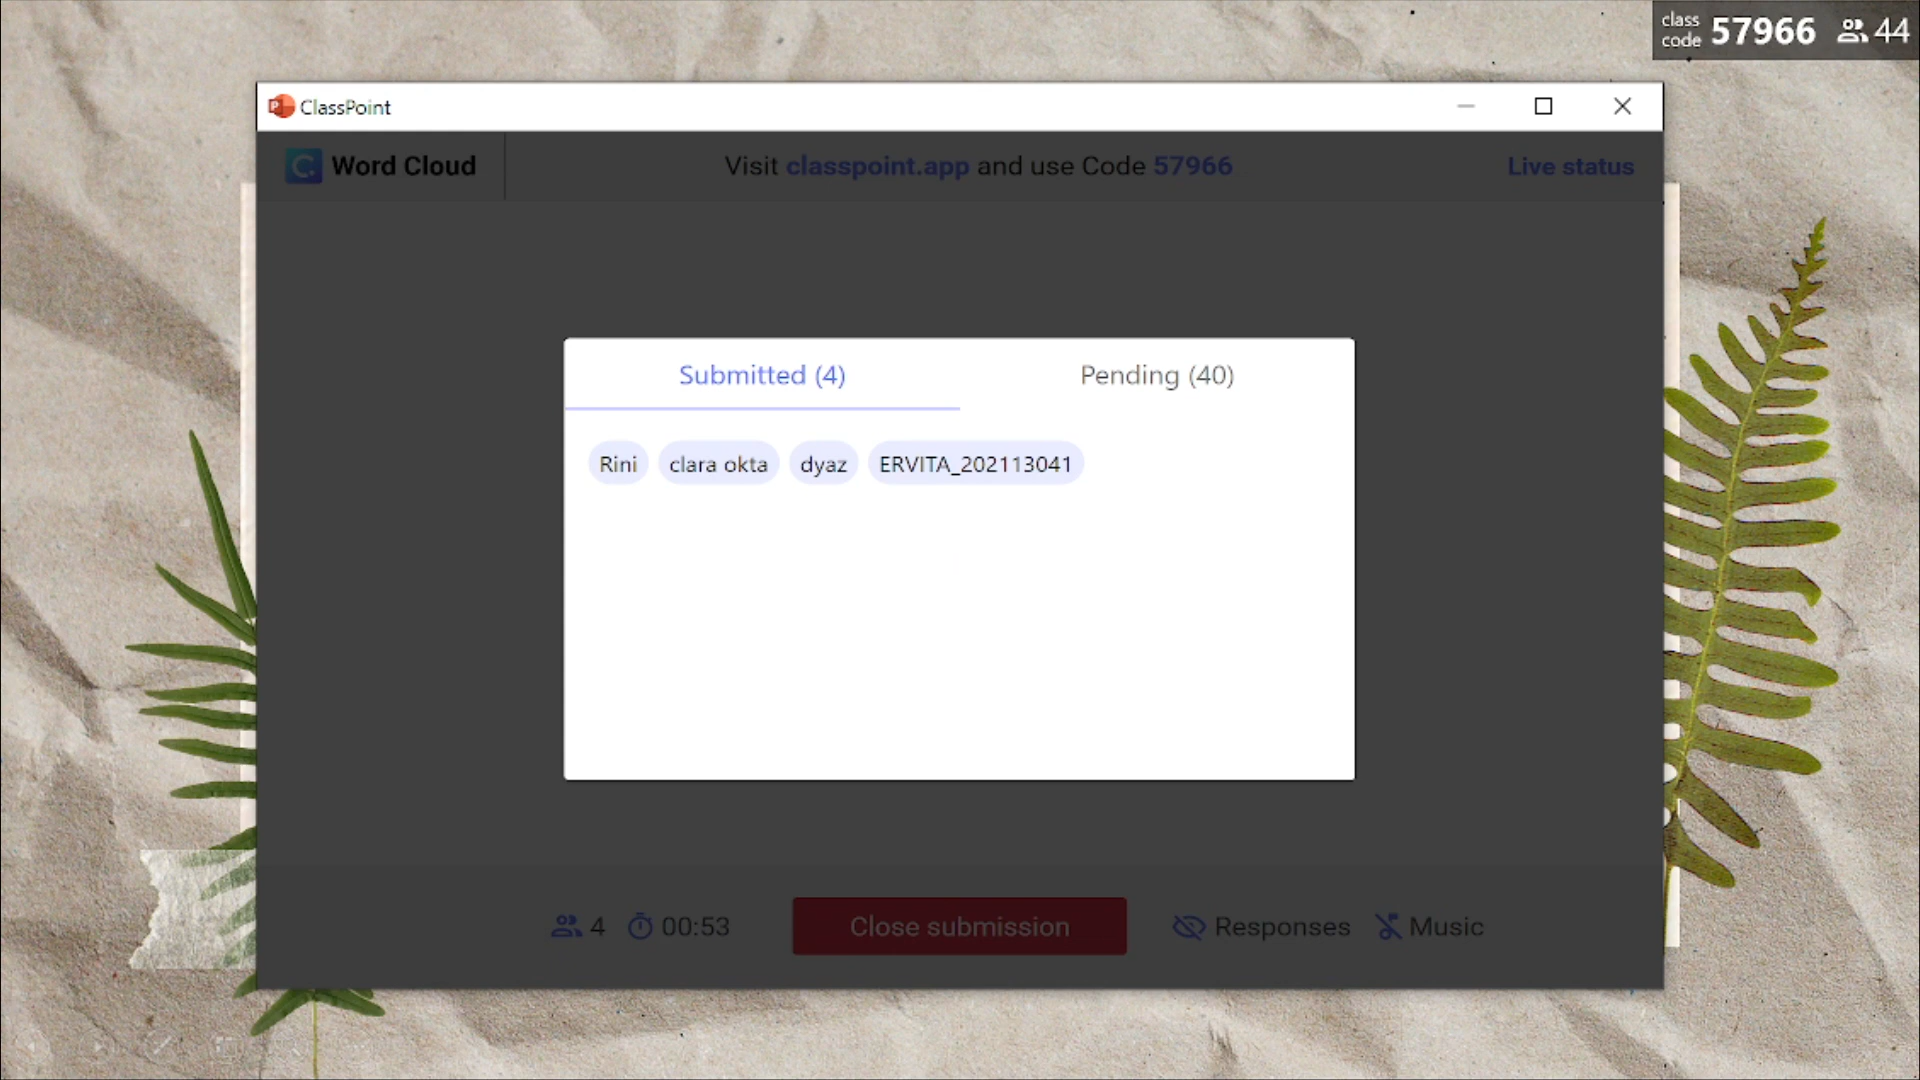 class code 57966 44
ClassPoint
Word Cloud
Visit classpoint.app and use Code 57966
Live status
Submitted (4)
Pending (40)
Rini clara okta dyaz ERVITA_202113041
4 00:53 Close submission Responses Music